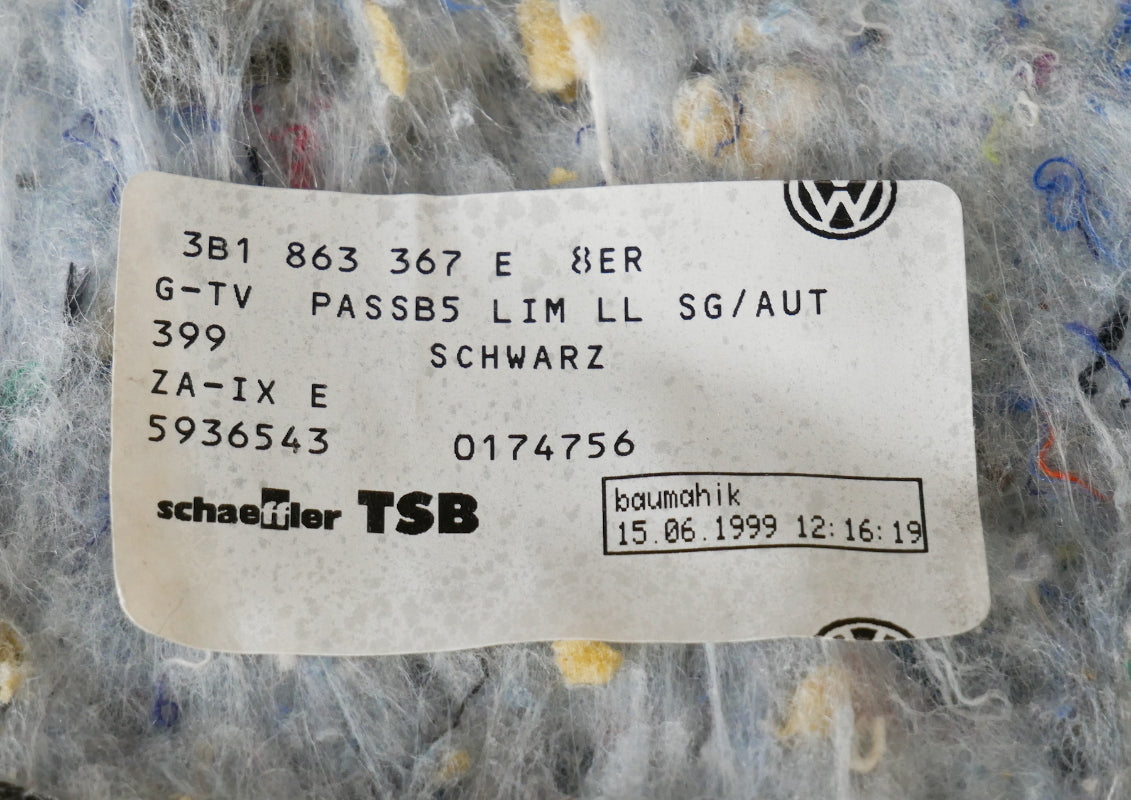 3B1 863 367 E 8ER
G-TV PASSB5 LIM LL SG/AUT
399 SCHWARZ
ZA-IX E
5936543 0174756
schaeffler TSB
baumahik
15.06.1999 12:16:19